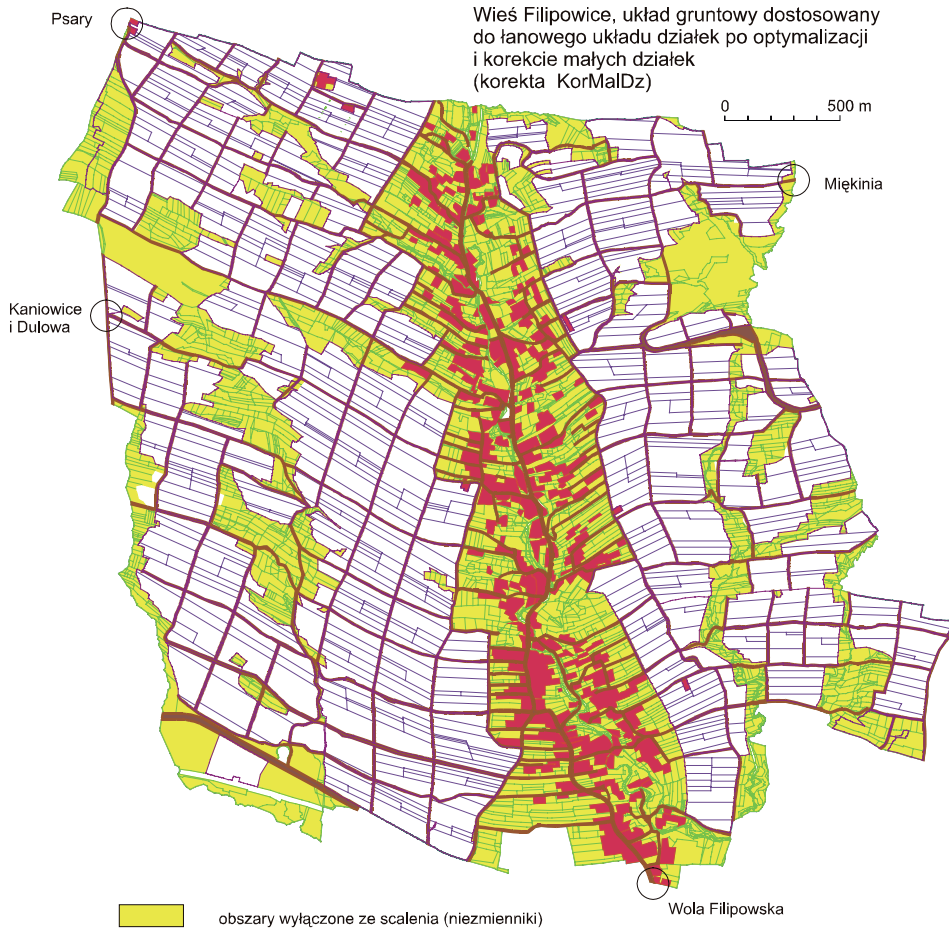 Wieś Filipowice, układ gruntowy dostosowany
do łanowego układu działek po optymalizacji
i korekcie małych działek
(korekta KorMalDz)
Psary
0 500 m
Miękinia
Kaniowice
i Dulowa
Wola Filipowska
obszary wyłączone ze scalenia (niezmienniki)